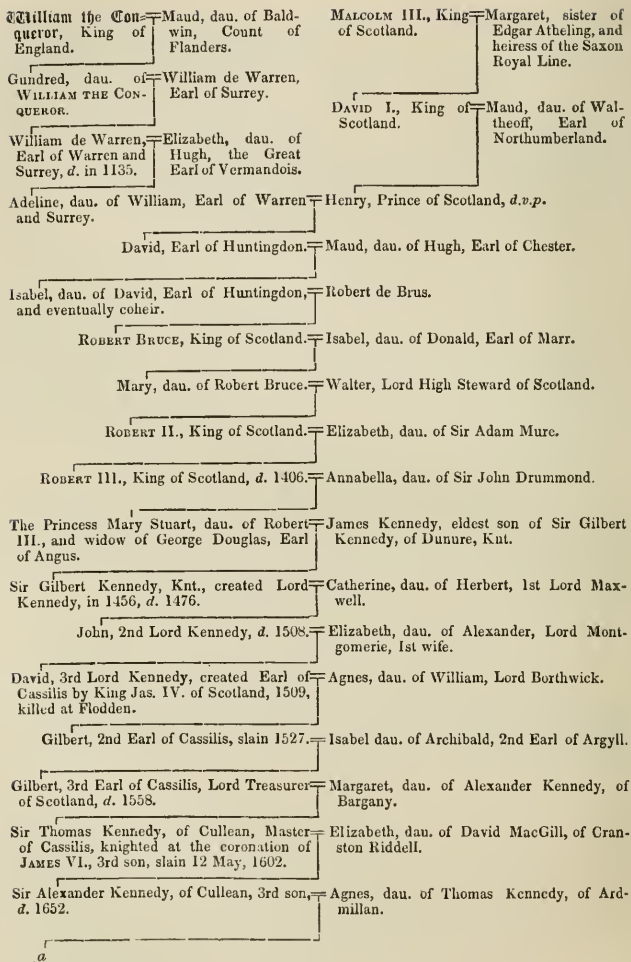 William the Con-
queror, King of
England.
Maud, dau. of Bald-
win, Count of
Flanders.
MALCOLM III., King
of Scotland.
Margaret, sister of
Edgar Atheling, and
heiress of the Saxon
Royal Line.
Gundred, dau. of
WILLIAM THE CON-
QUEROR.
William de Warren,
Earl of Surrey.
DAVID I., King of
Scotland.
Maud, dau. of Wal-
theoff, Earl of
Northumberland.
William de Warren,
Earl of Warren and
Surrey, d. in 1135.
Elizabeth, dau. of
Hugh, the Great
Earl of Vermandois.
Adeline, dau. of William, Earl of Warren
and Surrey.
Henry, Prince of Scotland, d.v.p.
David, Earl of Huntingdon.
Maud, dau. of Hugh, Earl of Chester.
Isabel, dau. of David, Earl of Huntingdon,
and eventually coheir.
Robert de Brus.
ROBERT BRUCE, King of Scotland.
Isabel, dau. of Donald, Earl of Marr.
Mary, dau. of Robert Bruce.
Walter, Lord High Steward of Scotland.
ROBERT II., King of Scotland.
Elizabeth, dau. of Sir Adam Mure.
ROBERT III., King of Scotland, d. 1406.
Annabella, dau. of Sir John Drummond.
The Princess Mary Stuart, dau. of Robert
III., and widow of George Douglas, Earl
of Angus.
James Kennedy, eldest son of Sir Gilbert
Kennedy, of Dunure, Knt.
Sir Gilbert Kennedy, Knt., created Lord
Kennedy, in 1456, d. 1476.
Catherine, dau. of Herbert, 1st Lord Max-
well.
John, 2nd Lord Kennedy, d. 1508.
Elizabeth, dau. of Alexander, Lord Mont-
gomerie, 1st wife.
David, 3rd Lord Kennedy, created Earl of
Cassilis by King Jas. IV. of Scotland, 1509,
killed at Flodden.
Agnes, dau. of William, Lord Borthwick.
Gilbert, 2nd Earl of Cassilis, slain 1527.
Isabel dau. of Archibald, 2nd Earl of Argyll.
Gilbert, 3rd Earl of Cassilis, Lord Treasurer
of Scotland, d. 1558.
Margaret, dau. of Alexander Kennedy, of
Bargany.
Sir Thomas Kennedy, of Cullean, Master
of Cassilis, knighted at the coronation of
JAMES VI., 3rd son, slain 12 May, 1602.
Elizabeth, dau. of David MacGill, of Cran-
ston Riddell.
Sir Alexander Kennedy, of Cullean, 3rd son,
d. 1652.
Agnes, dau. of Thomas Kennedy, of Ard-
millan.
a